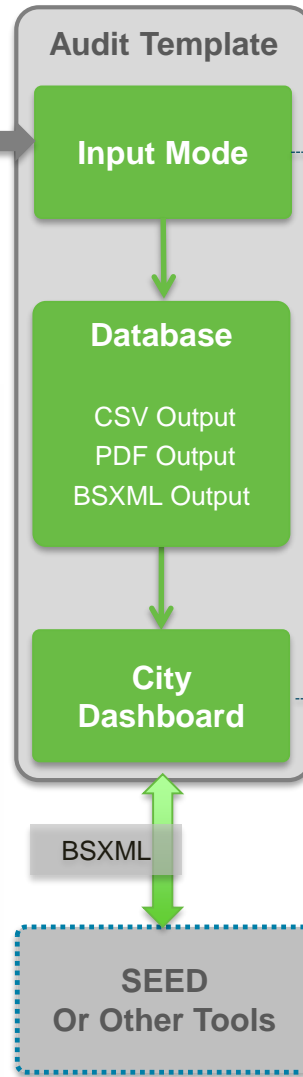 Audit Template
Input Mode
Database
CSV Output
PDF Output
BSXML Output
City
Dashboard
BSXML
SEED
Or Other Tools